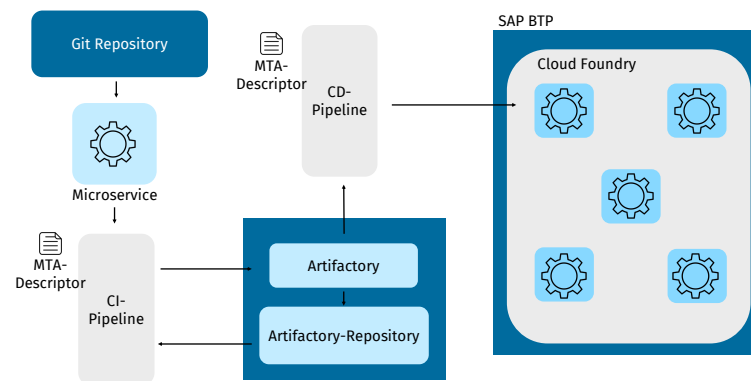 Git Repository
Microservice
MTA-
Descriptor
CI-
Pipeline
MTA-
Descriptor
CD-
Pipeline
Artifactory
Artifactory-Repository
SAP BTP
Cloud Foundry